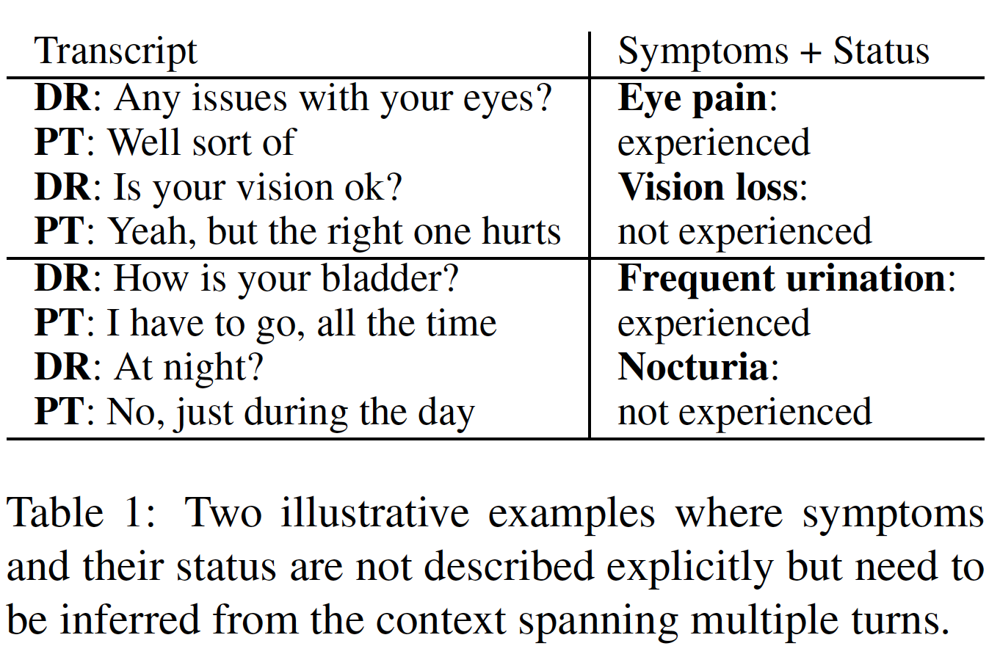 Transcript Symptoms + Status
DR: Any issues with your eyes? Eye pain:
PT: Well sort of experienced
DR: Is your vision ok? Vision loss:
PT: Yeah, but the right one hurts not experienced
DR: How is your bladder? Frequent urination:
PT: I have to go, all the time experienced
DR: At night? Nocturia:
PT: No, just during the day not experienced
Table 1: Two illustrative examples where symptoms
and their status are not described explicitly but need to
be inferred from the context spanning multiple turns.